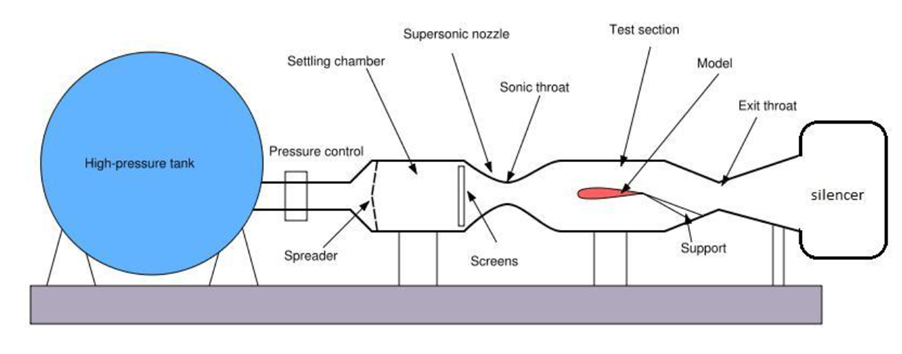 Supersonic nozzle
Test section
Settling chamber
Model
Sonic throat
Exit throat
High-pressure tank
Pressure control
silencer
Spreader
Screens
Support